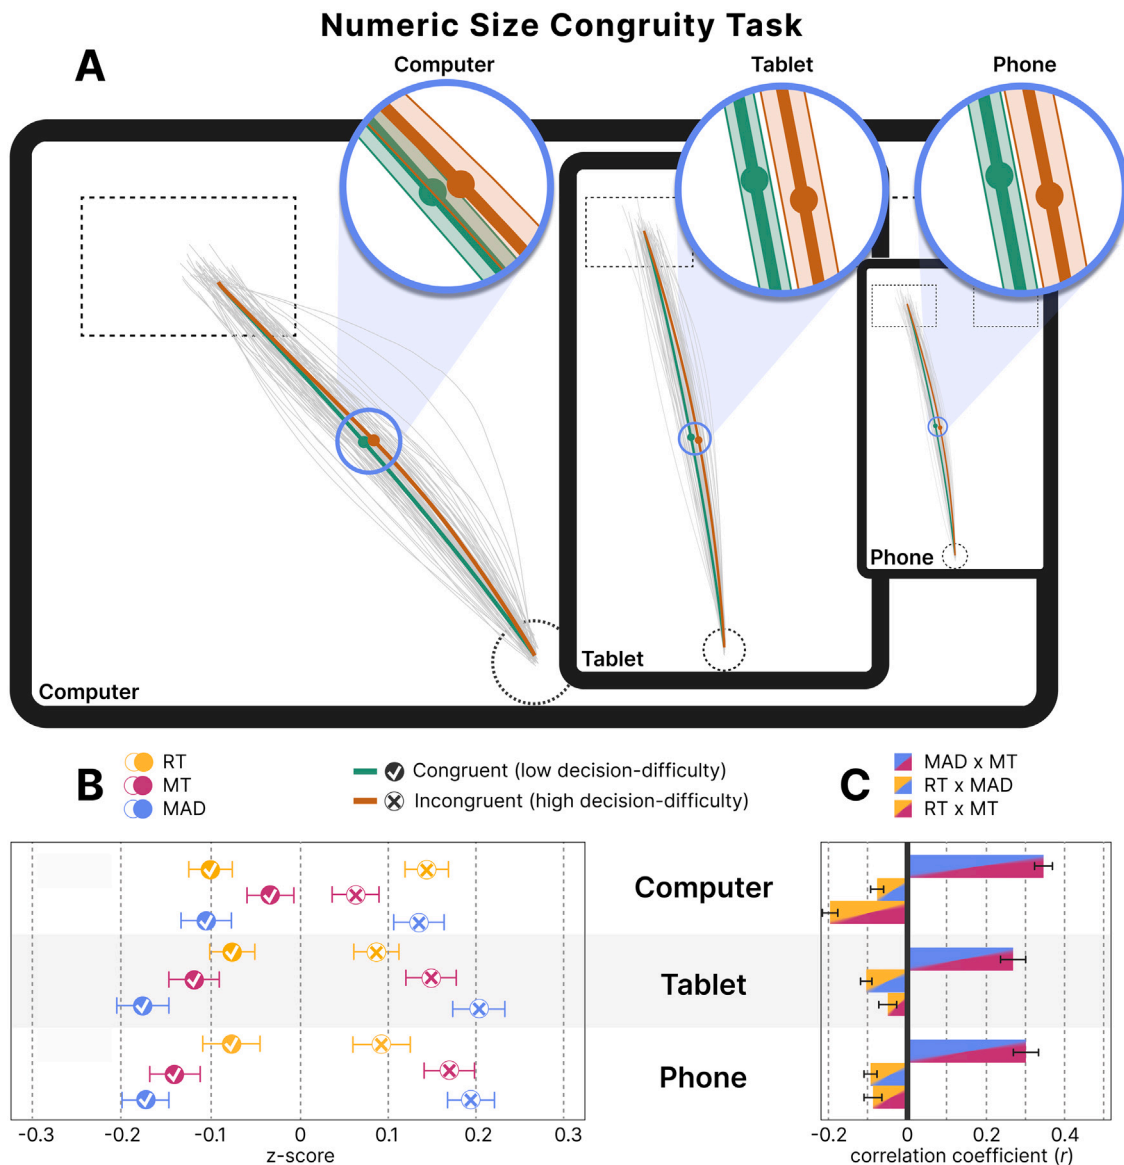 Numeric Size Congruity Task
A
Computer
Tablet
Phone
Phone
Tablet
Computer
B
RT
MT
MAD
Congruent (low decision-difficulty)
Incongruent (high decision-difficulty)
C
MAD x MT
RT x MAD
RT x MT
Computer
Tablet
Phone
-0.3 -0.2 -0.1 0 0.1 0.2 0.3
z-score
-0.2 0 0.2 0.4
correlation coefficient (r)